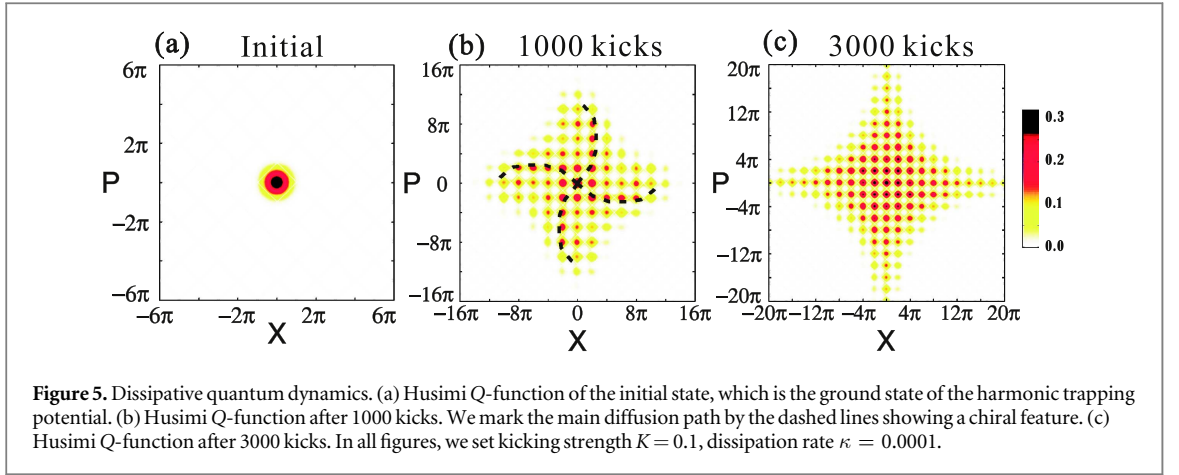 (a) Initial
(b) 1000 kicks
(c) 3000 kicks
6π
2π
P
−2π
−6π
−6π −2π 2π 6π
X
16π
8π
P 0
−8π
−16π
−16π −8π 0 8π 16π
X
20π
12π
4π
P
−4π
−12π
−20π
−20π −12π −4π 4π 12π 20π
X
0.3
0.2
0.1
0.0
Figure 5. Dissipative quantum dynamics. (a) Husimi Q-function of the initial state, which is the ground state of the harmonic trapping
potential. (b) Husimi Q-function after 1000 kicks. We mark the main diffusion path by the dashed lines showing a chiral feature. (c)
Husimi Q-function after 3000 kicks. In all figures, we set kicking strength K = 0.1, dissipation rate κ = 0.0001.